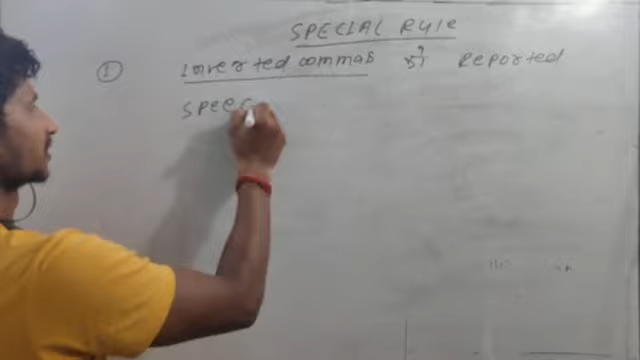 SPECIAL RULE
① Inverted commas की Reported
speec